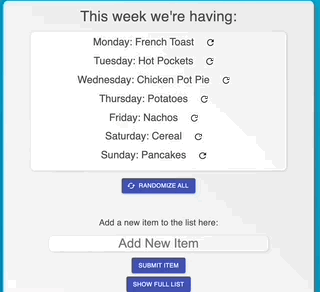 This week we're having:
Monday: French Toast
Tuesday: Hot Pockets
Wednesday: Chicken Pot Pie
Thursday: Potatoes
Friday: Nachos
Saturday: Cereal
Sunday: Pancakes
RANDOMIZE ALL
Add a new item to the list here:
Add New Item
SUBMIT ITEM
SHOW FULL LIST